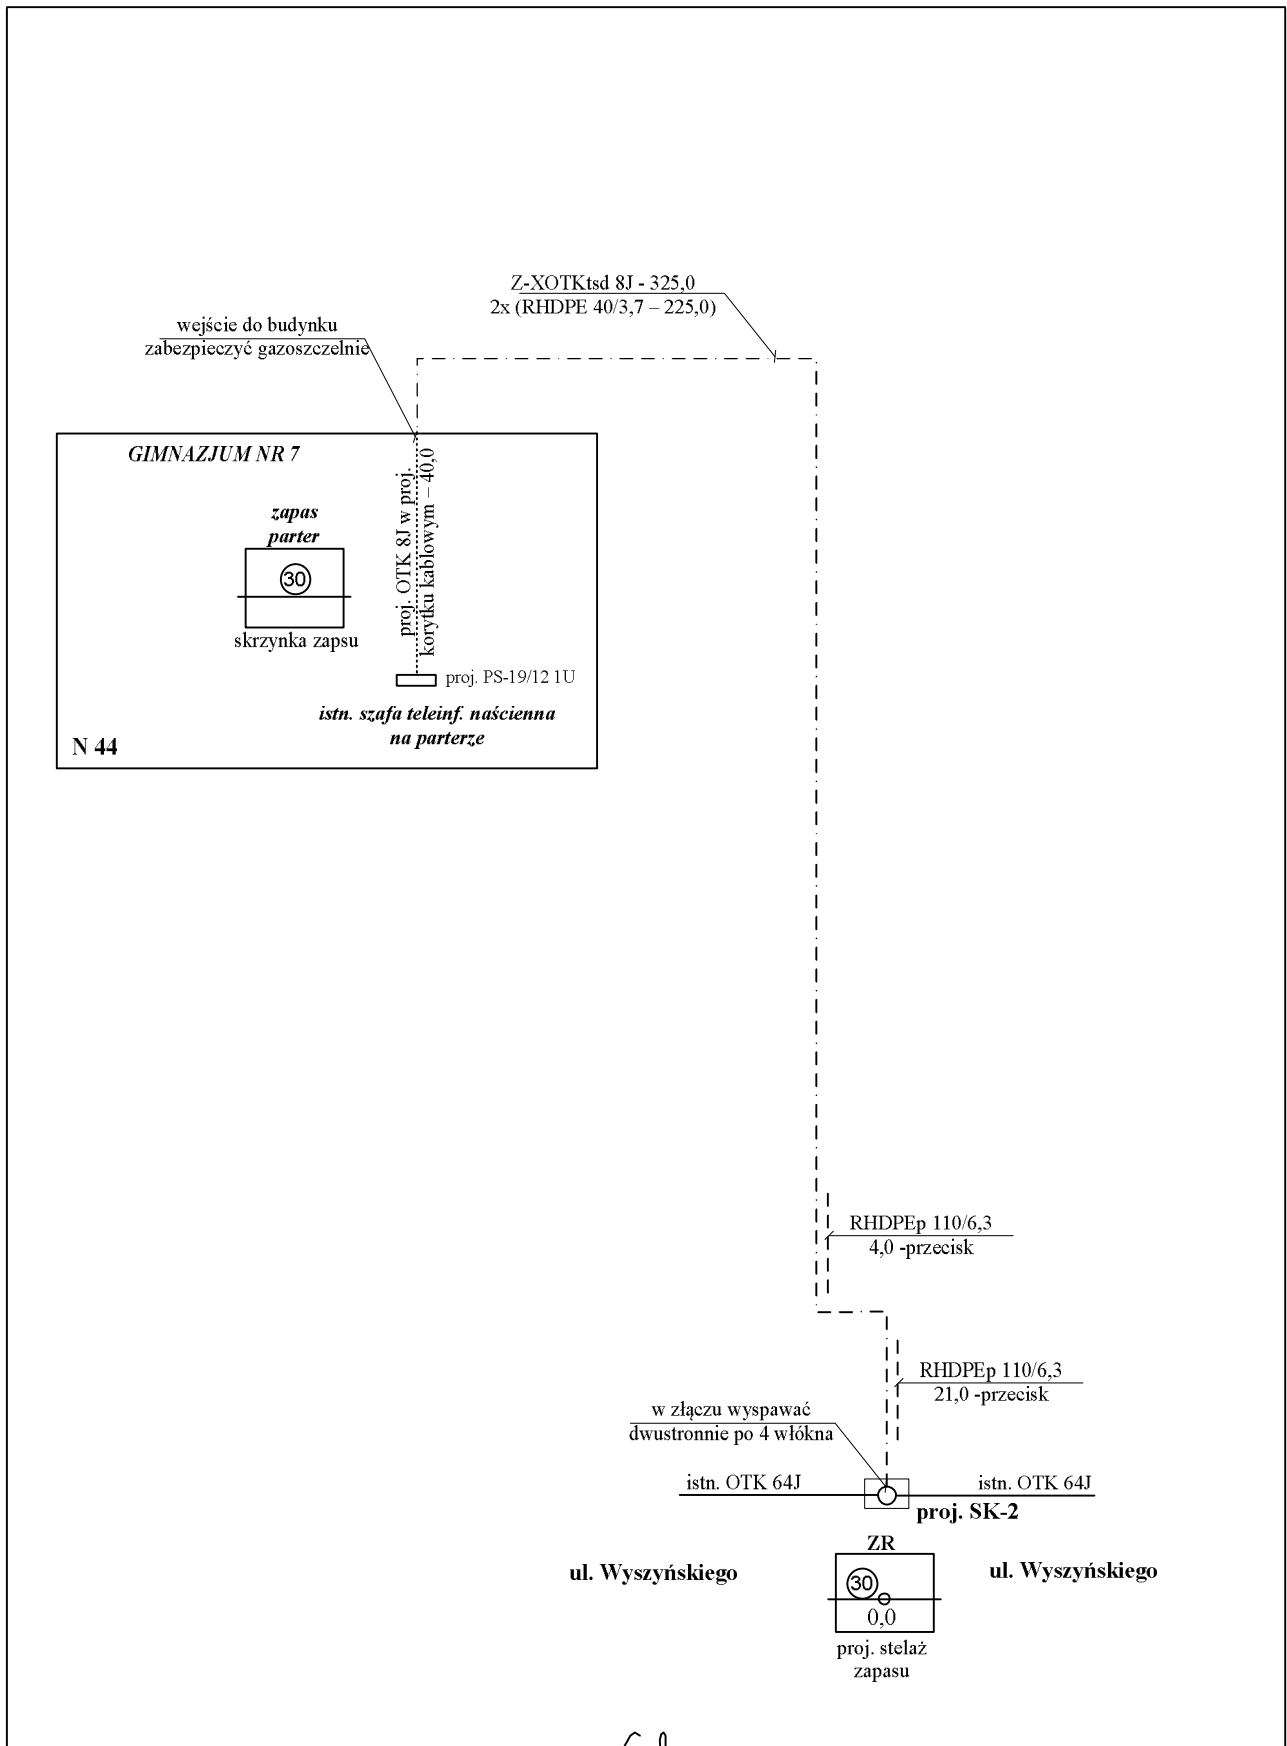 Z-XOTKtsd 8J - 325,0
2x (RHDPE 40/3,7 – 225,0)
wejście do budynku
zabezpieczyć gazoszczelnie
GIMNAZJUM NR 7
zapas
parter
30
skrzynka zapsu
proj. OTK 8J w proj.
korytku kablowym – 40,0
proj. PS-19/12 1U
istn. szafa teleinf. naścienna
na parterze
N 44
RHDPEp 110/6,3
4,0 -przecisk
RHDPEp 110/6,3
21,0 -przecisk
w złączu wyspawać
dwustronnie po 4 włókna
istn. OTK 64J
istn. OTK 64J
proj. SK-2
ZR
ul. Wyszyńskiego
ul. Wyszyńskiego
30
0,0
proj. stelaż
zapasu